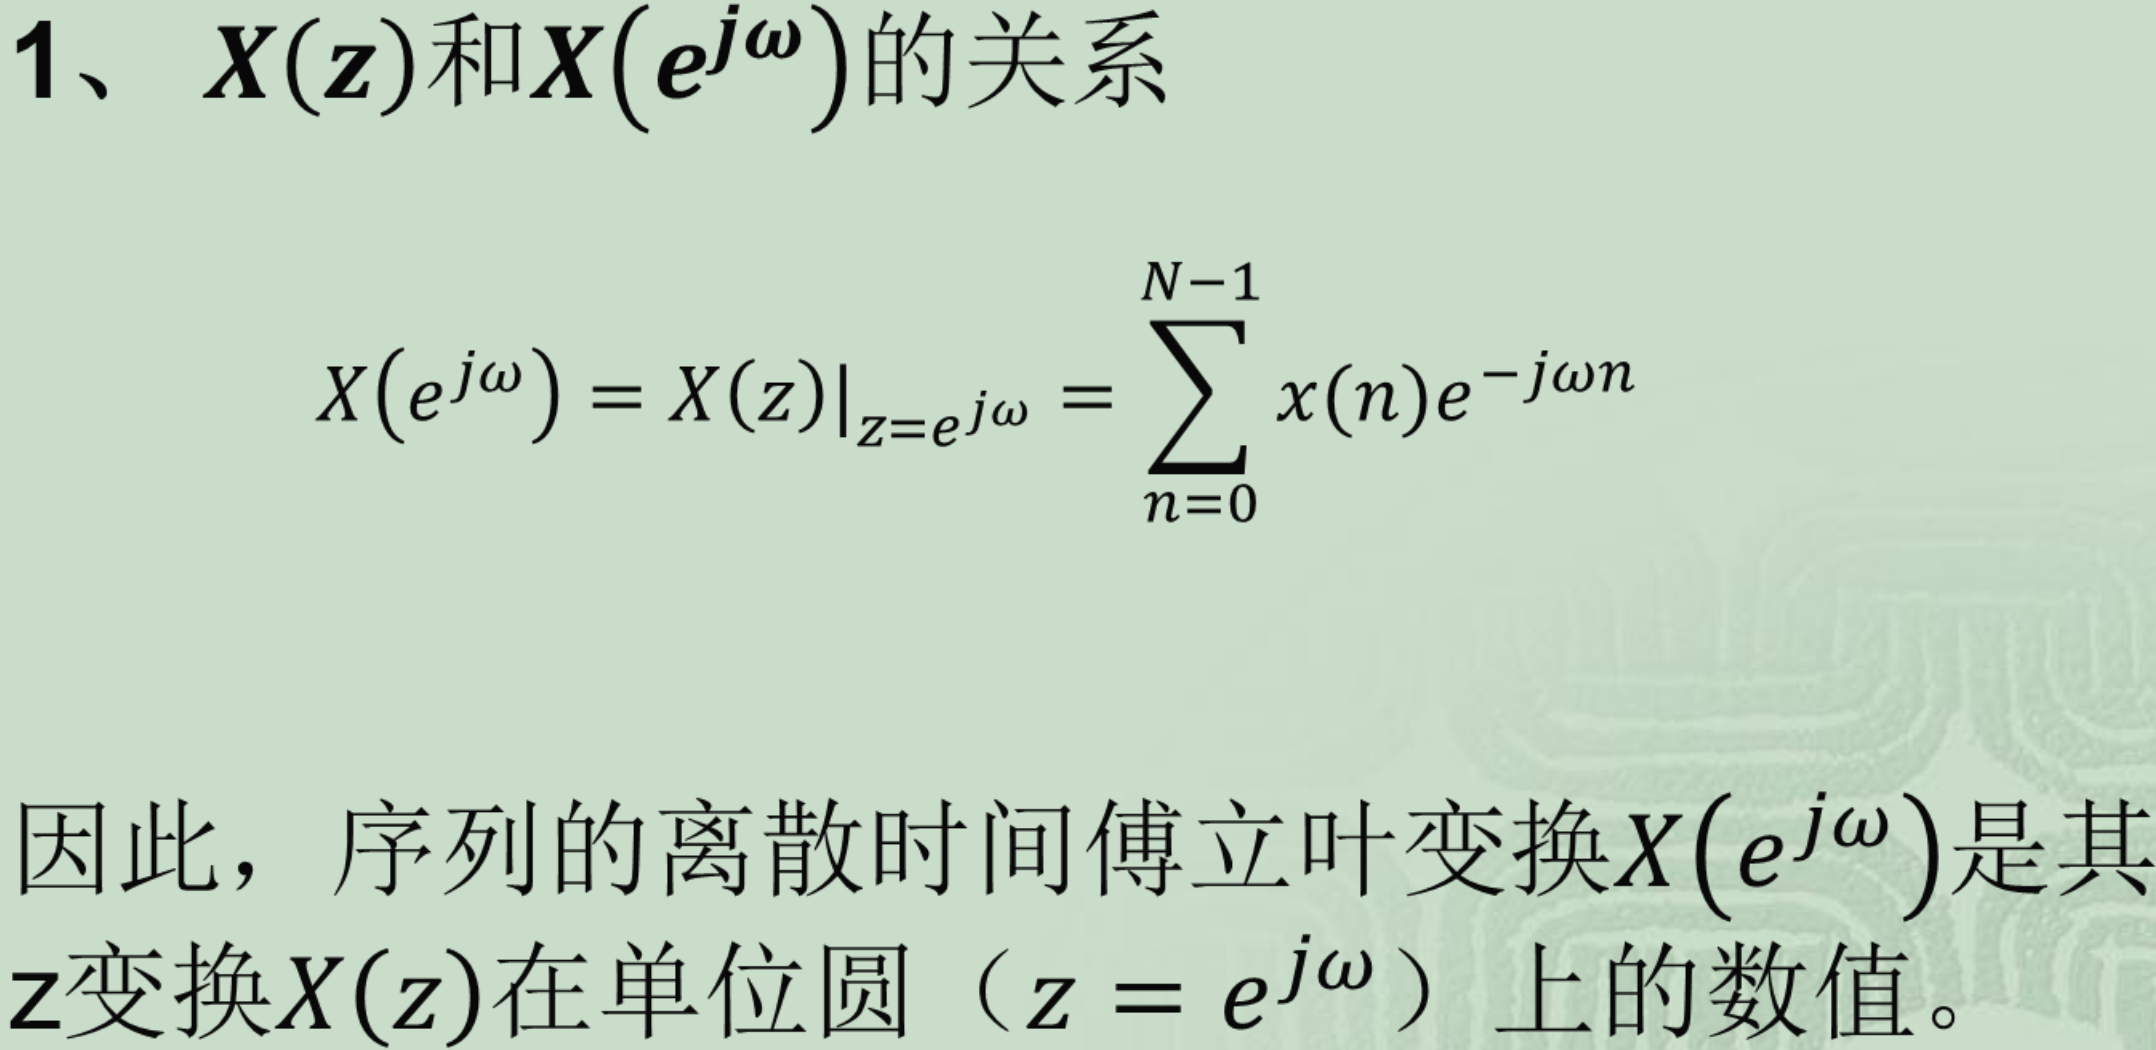 1、 X(z)和X(e^{jω})的关系
X(e^{jω}) = X(z)|_{z=e^{jω}} = \sum_{n=0}^{N-1} x(n)e^{-jωn}
因此，序列的离散时间傅立叶变换X(e^{jω})是其
z变换X(z)在单位圆（z = e^{jω}）上的数值。